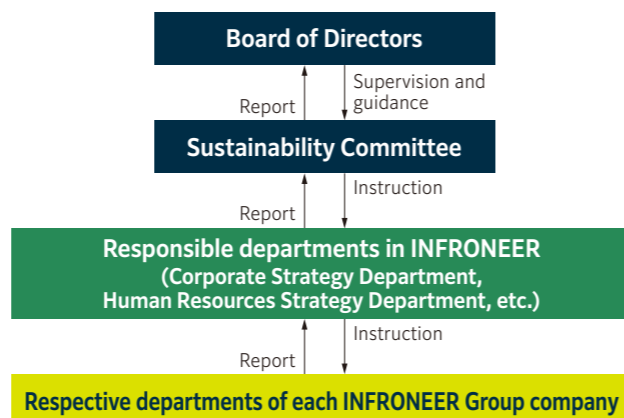 Board of Directors
Report
Supervision and
guidance
Sustainability Committee
Report
Instruction
Responsible departments in INFRONEER
(Corporate Strategy Department,
Human Resources Strategy Department, etc.)
Report
Instruction
Respective departments of each INFRONEER Group company